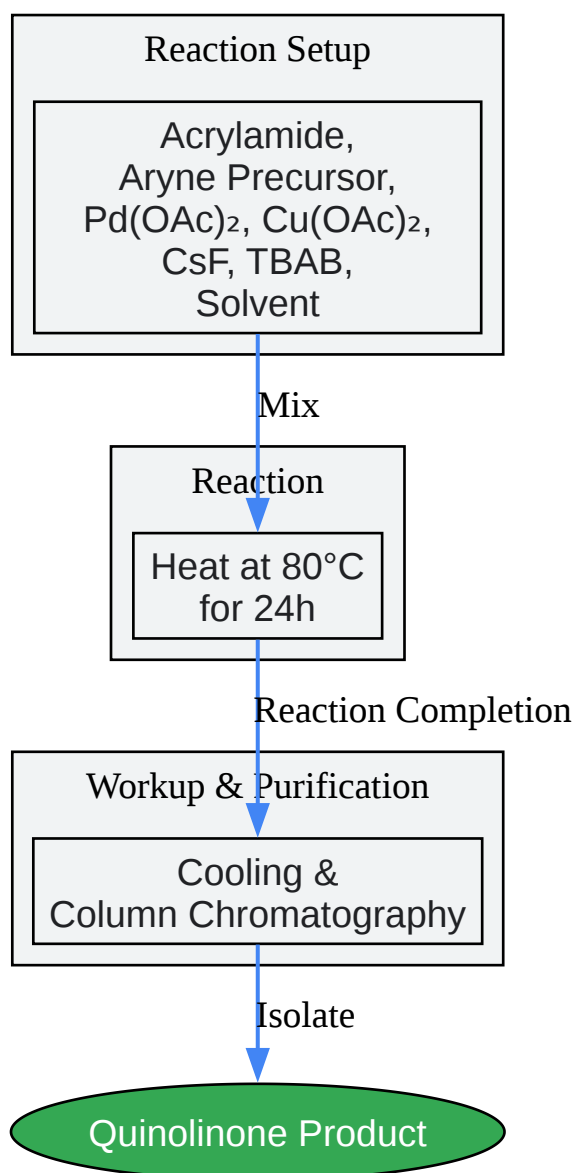 Reaction Setup
Acrylamide,
Aryne Precursor,
Pd(OAc)₂, Cu(OAc)₂,
CsF, TBAB,
Solvent
Mix
Reaction
Heat at 80°C
for 24h
Reaction Completion
Workup & Purification
Cooling &
Column Chromatography
Isolate
Quinolinone Product